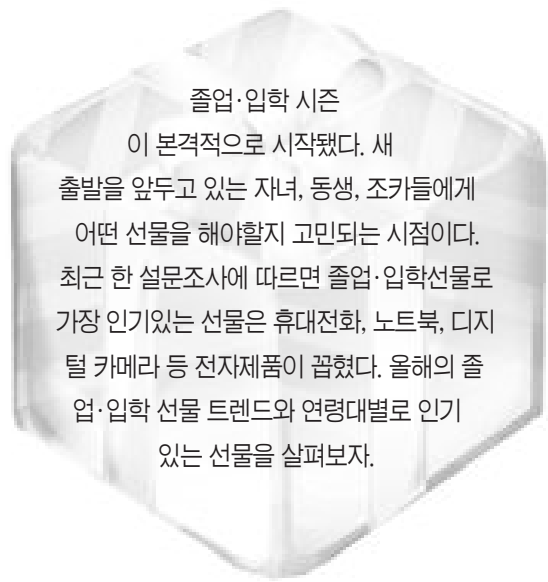 졸업·입학 시즌
이 본격적으로 시작됐다. 새
출발을 앞두고 있는 자녀, 동생, 조카들에게
어떤 선물을 해야할지 고민되는 시점이다.
최근 한 설문조사에 따르면 졸업·입학선물로
가장 인기있는 선물은 휴대전화, 노트북, 디지
털 카메라 등 전자제품이 꼽혔다. 올해의 졸
업·입학 선물 트렌드와 연령대별로 인기
있는 선물을 살펴보자.